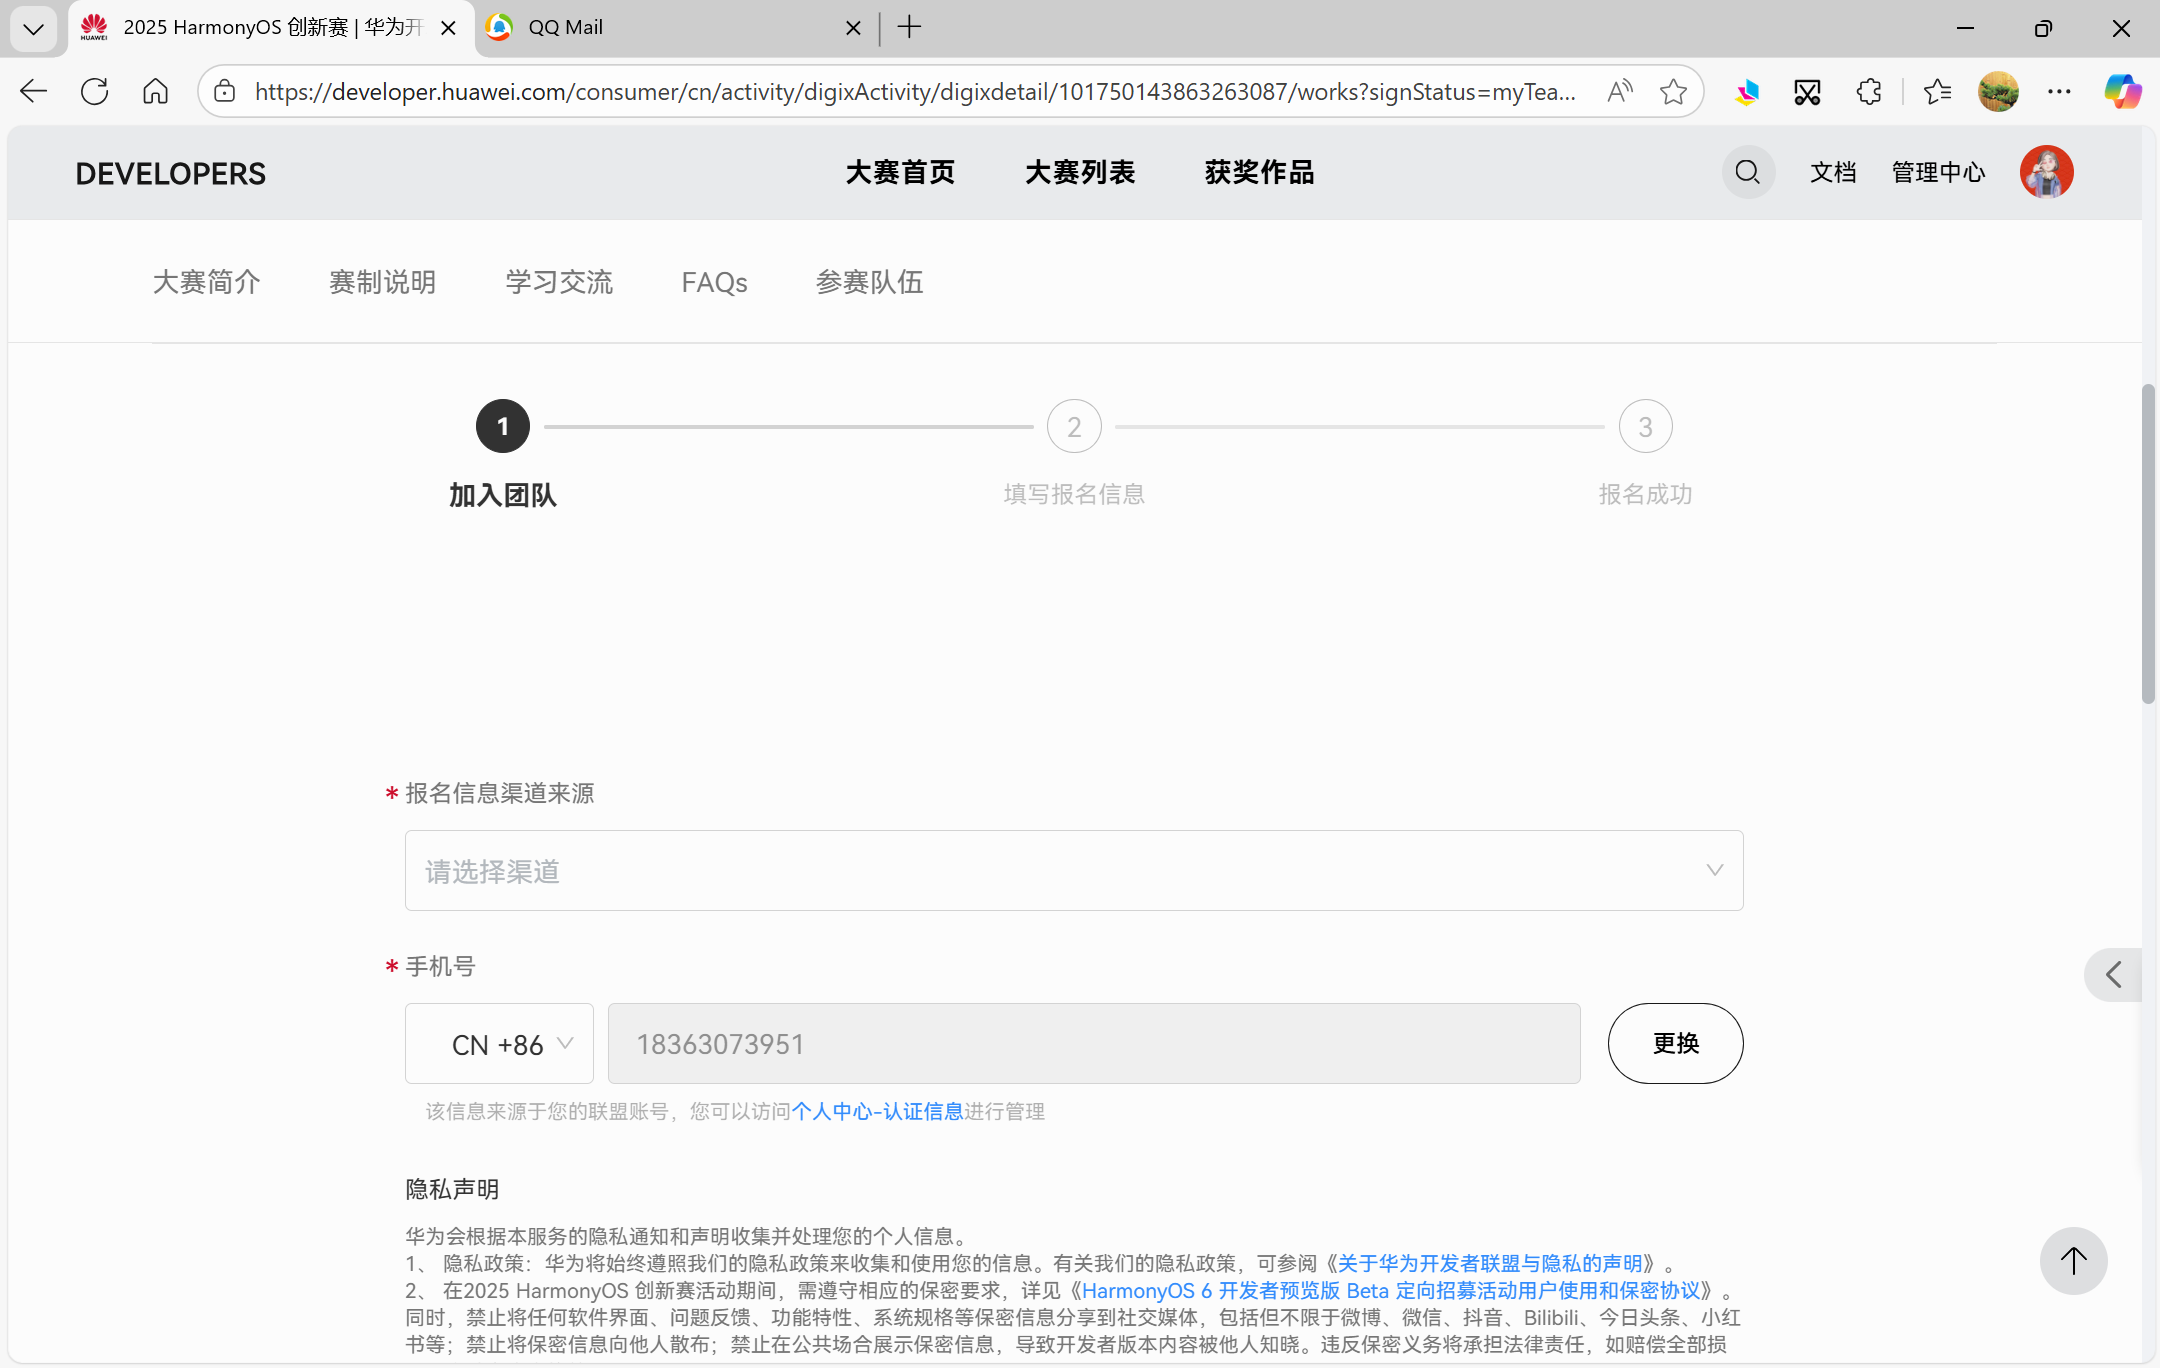 2025 HarmonyOS 创新赛 | 华为开
QQ Mail
https://developer.huawei.com/consumer/cn/activity/digixActivity/digixdetail/101750143863263087/works?signStatus=myTea...
DEVELOPERS
大赛首页
大赛列表
获奖作品
文档
管理中心
大赛简介
赛制说明
学习交流
FAQs
参赛队伍
1
2
3
加入团队
填写报名信息
报名成功
* 报名信息渠道来源
请选择渠道
* 手机号
CN +86
18363073951
更换
该信息来源于您的联盟账号，您可以访问个人中心-认证信息进行管理
隐私声明
华为会根据本服务的隐私通知和声明收集并处理您的个人信息。
1、 隐私政策：华为将始终遵照我们的隐私政策来收集和使用您的信息。有关我们的隐私政策，可参阅《关于华为开发者联盟与隐私的声明》。
2、 在2025 HarmonyOS 创新赛活动期间，需遵守相应的保密要求，详见《HarmonyOS 6 开发者预览版 Beta 定向招募活动用户使用和保密协议》。
同时，禁止将任何软件界面、问题反馈、功能特性、系统规格等保密信息分享到社交媒体，包括但不限于微博、微信、抖音、Bilibili、今日头条、小红
书等；禁止将保密信息向他人散布；禁止在公共场合展示保密信息，导致开发者版本内容被他人知晓。违反保密义务将承担法律责任，如赔偿全部损